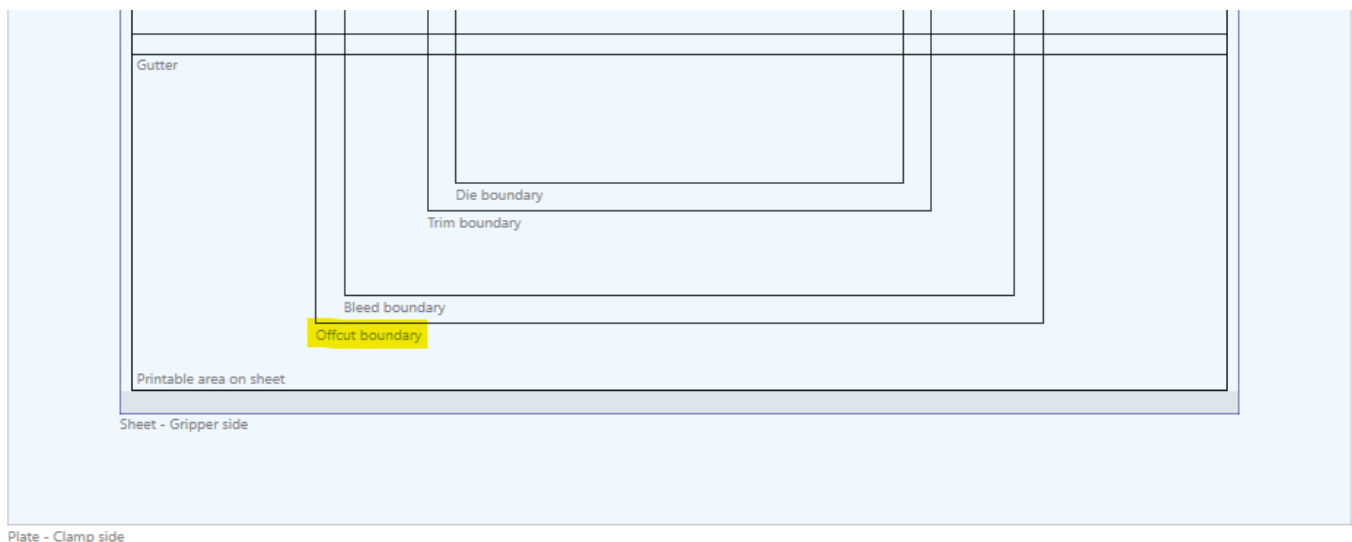 Gutter
Die boundary
Trim boundary
Bleed boundary
Offcut boundary
Printable area on sheet
Sheet - Gripper side
Plate - Clamp side